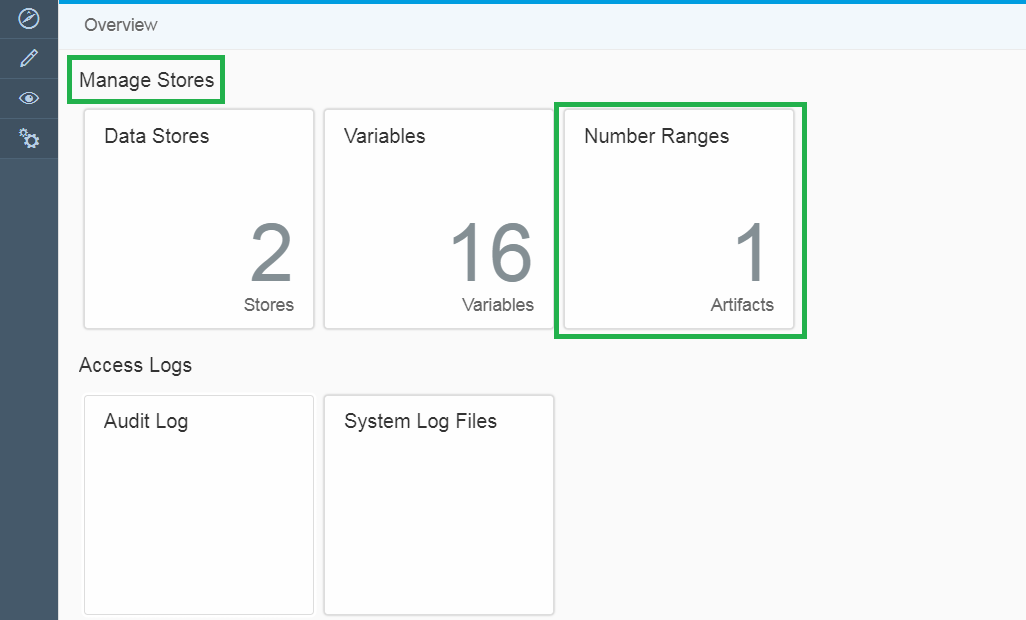 Overview
Manage Stores
Data Stores
2
Stores
Variables
16
Variables
Number Ranges
1
Artifacts
Access Logs
Audit Log
System Log Files